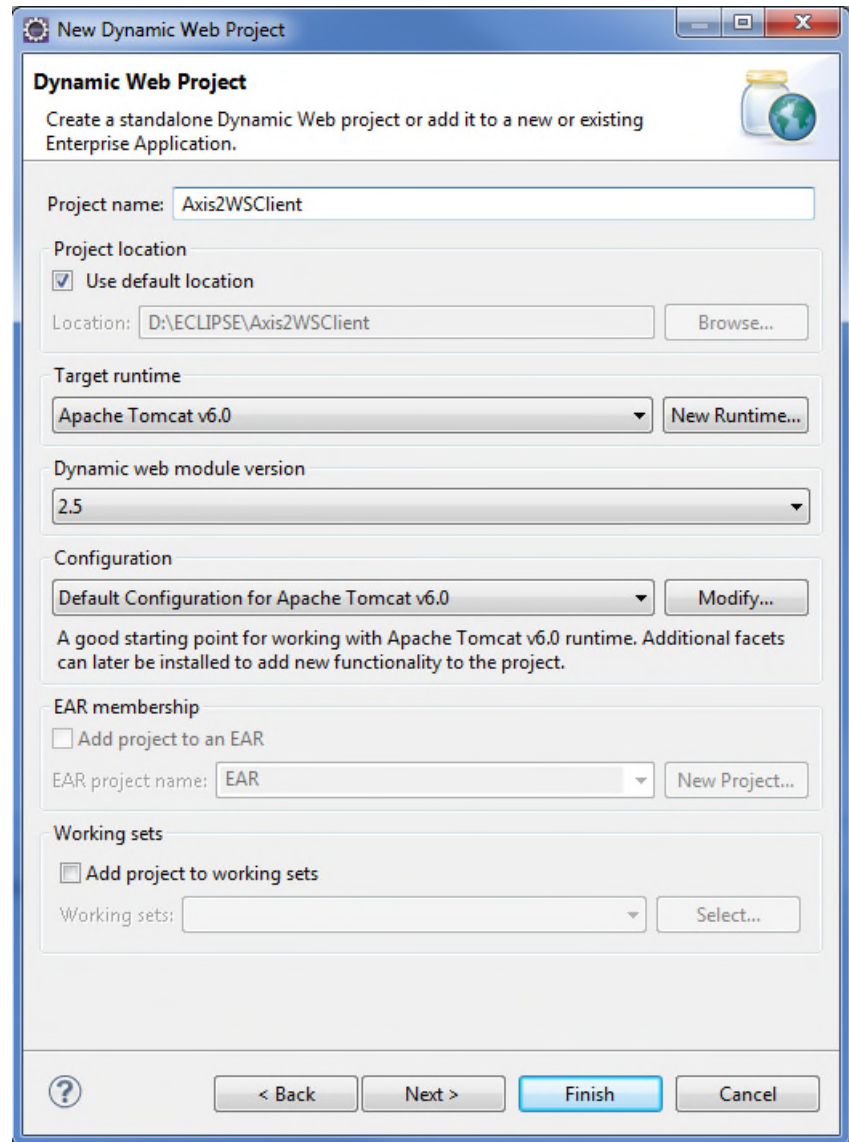 New Dynamic Web Project
Dynamic Web Project
Create a standalone Dynamic Web project or add it to a new or existing
Enterprise Application.
Project name: Axis2WSClient
Project location
Use default location
Location: D:\ECLIPSE\Axis2WSClient Browse...
Target runtime
Apache Tomcat v6.0 New Runtime...
Dynamic web module version
2.5
Configuration
Default Configuration for Apache Tomcat v6.0 Modify...
A good starting point for working with Apache Tomcat v6.0 runtime. Additional facets
can later be installed to add new functionality to the project.
EAR membership
Add project to an EAR
EAR project name: EAR New Project...
Working sets
Add project to working sets
Working sets: Select...
? < Back Next > Finish Cancel